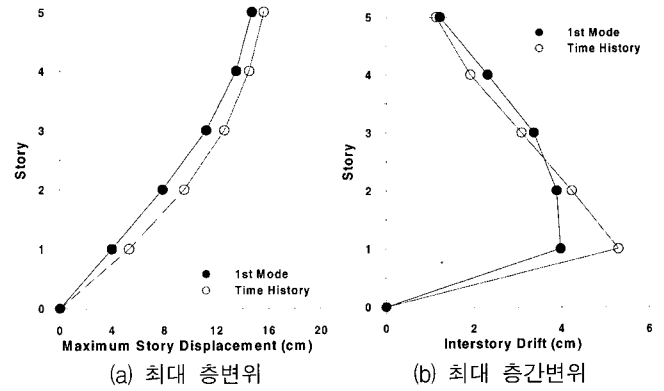 5
4
3
2
1
0
Story
1st Mode
Time History
0 4 8 12 16 20
Maximum Story Displacement (cm)
(a) 최대 층변위
5
4
3
2
1
0
Story
1st Mode
Time History
0 2 4 6
Interstory Drift (cm)
(b) 최대 층간변위